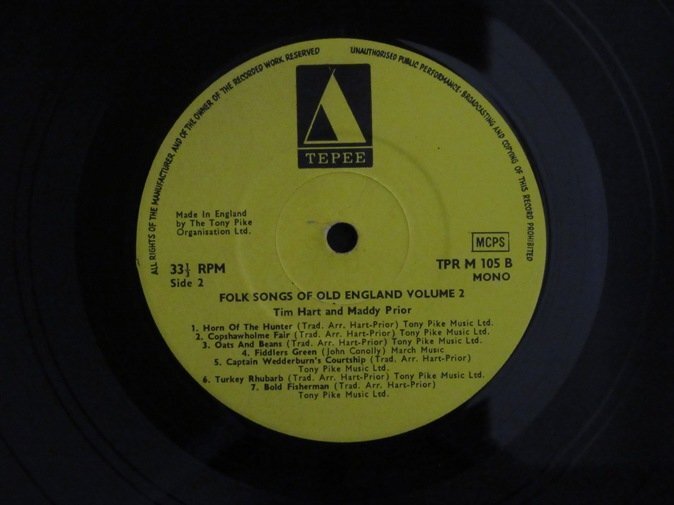 ALL RIGHTS OF THE MANUFACTURER, AND OF THE OWNER OF THE RECORDED WORK RESERVED
UNAUTHORISED PUBLIC PERFORMANCE, BROADCASTING AND COPYING OF THIS RECORD PROHIBITED
TEPEE
Made In England
by The Tony Pike
Organisation Ltd.
MCPS
33⅓ RPM
Side 2
TPR M 105 B
MONO
FOLK SONGS OF OLD ENGLAND VOLUME 2
Tim Hart and Maddy Prior
1. Horn Of The Hunter (Trad. Arr. Hart-Prior) Tony Pike Music Ltd.
2. Copshawholme Fair (Trad. Arr. Hart-Prior) Tony Pike Music Ltd.
3. Oats And Beans (Trad. Arr. Hart-Prior) Tony Pike Music Ltd.
4. Fiddlers Green (John Conolly) March Music
5. Captain Wedderburn's Courtship (Trad. Arr. Hart-Prior)
Tony Pike Music Ltd.
6. Turkey Rhubarb (Trad. Arr. Hart-Prior) Tony Pike Music Ltd.
7. Bold Fisherman (Trad. Arr. Hart-Prior)
Tony Pike Music Ltd.